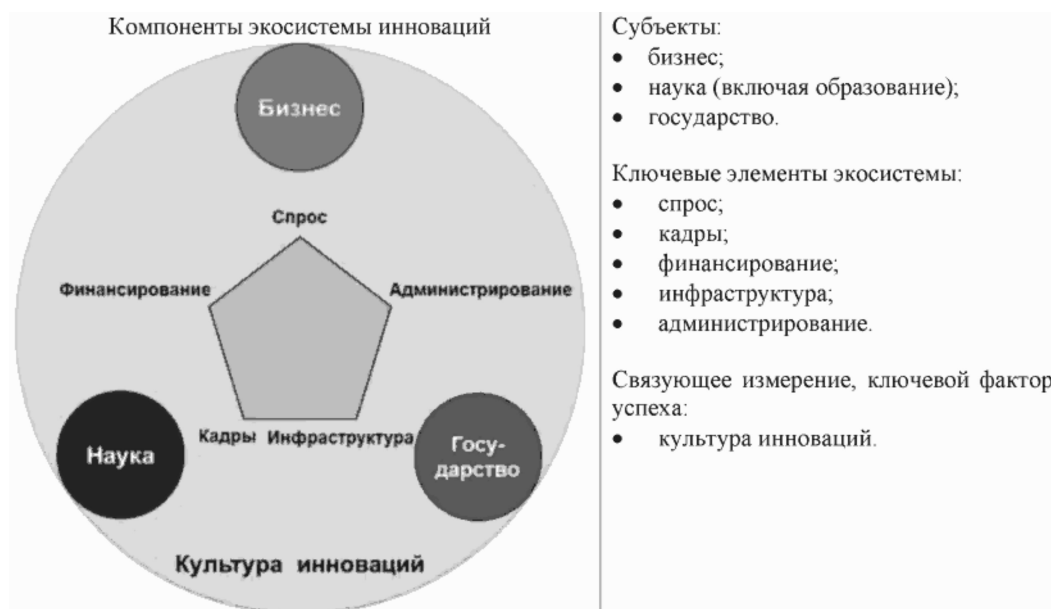 Компоненты экосистемы инноваций
Бизнес
Спрос
Финансирование
Администрирование
Кадры
Инфраструктура
Наука
Госу-
дарство
Культура инноваций
Субъекты:
• бизнес;
• наука (включая образование);
• государство.
Ключевые элементы экосистемы:
• спрос;
• кадры;
• финансирование;
• инфраструктура;
• администрирование.
Связующее измерение, ключевой фактор
успеха:
• культура инноваций.